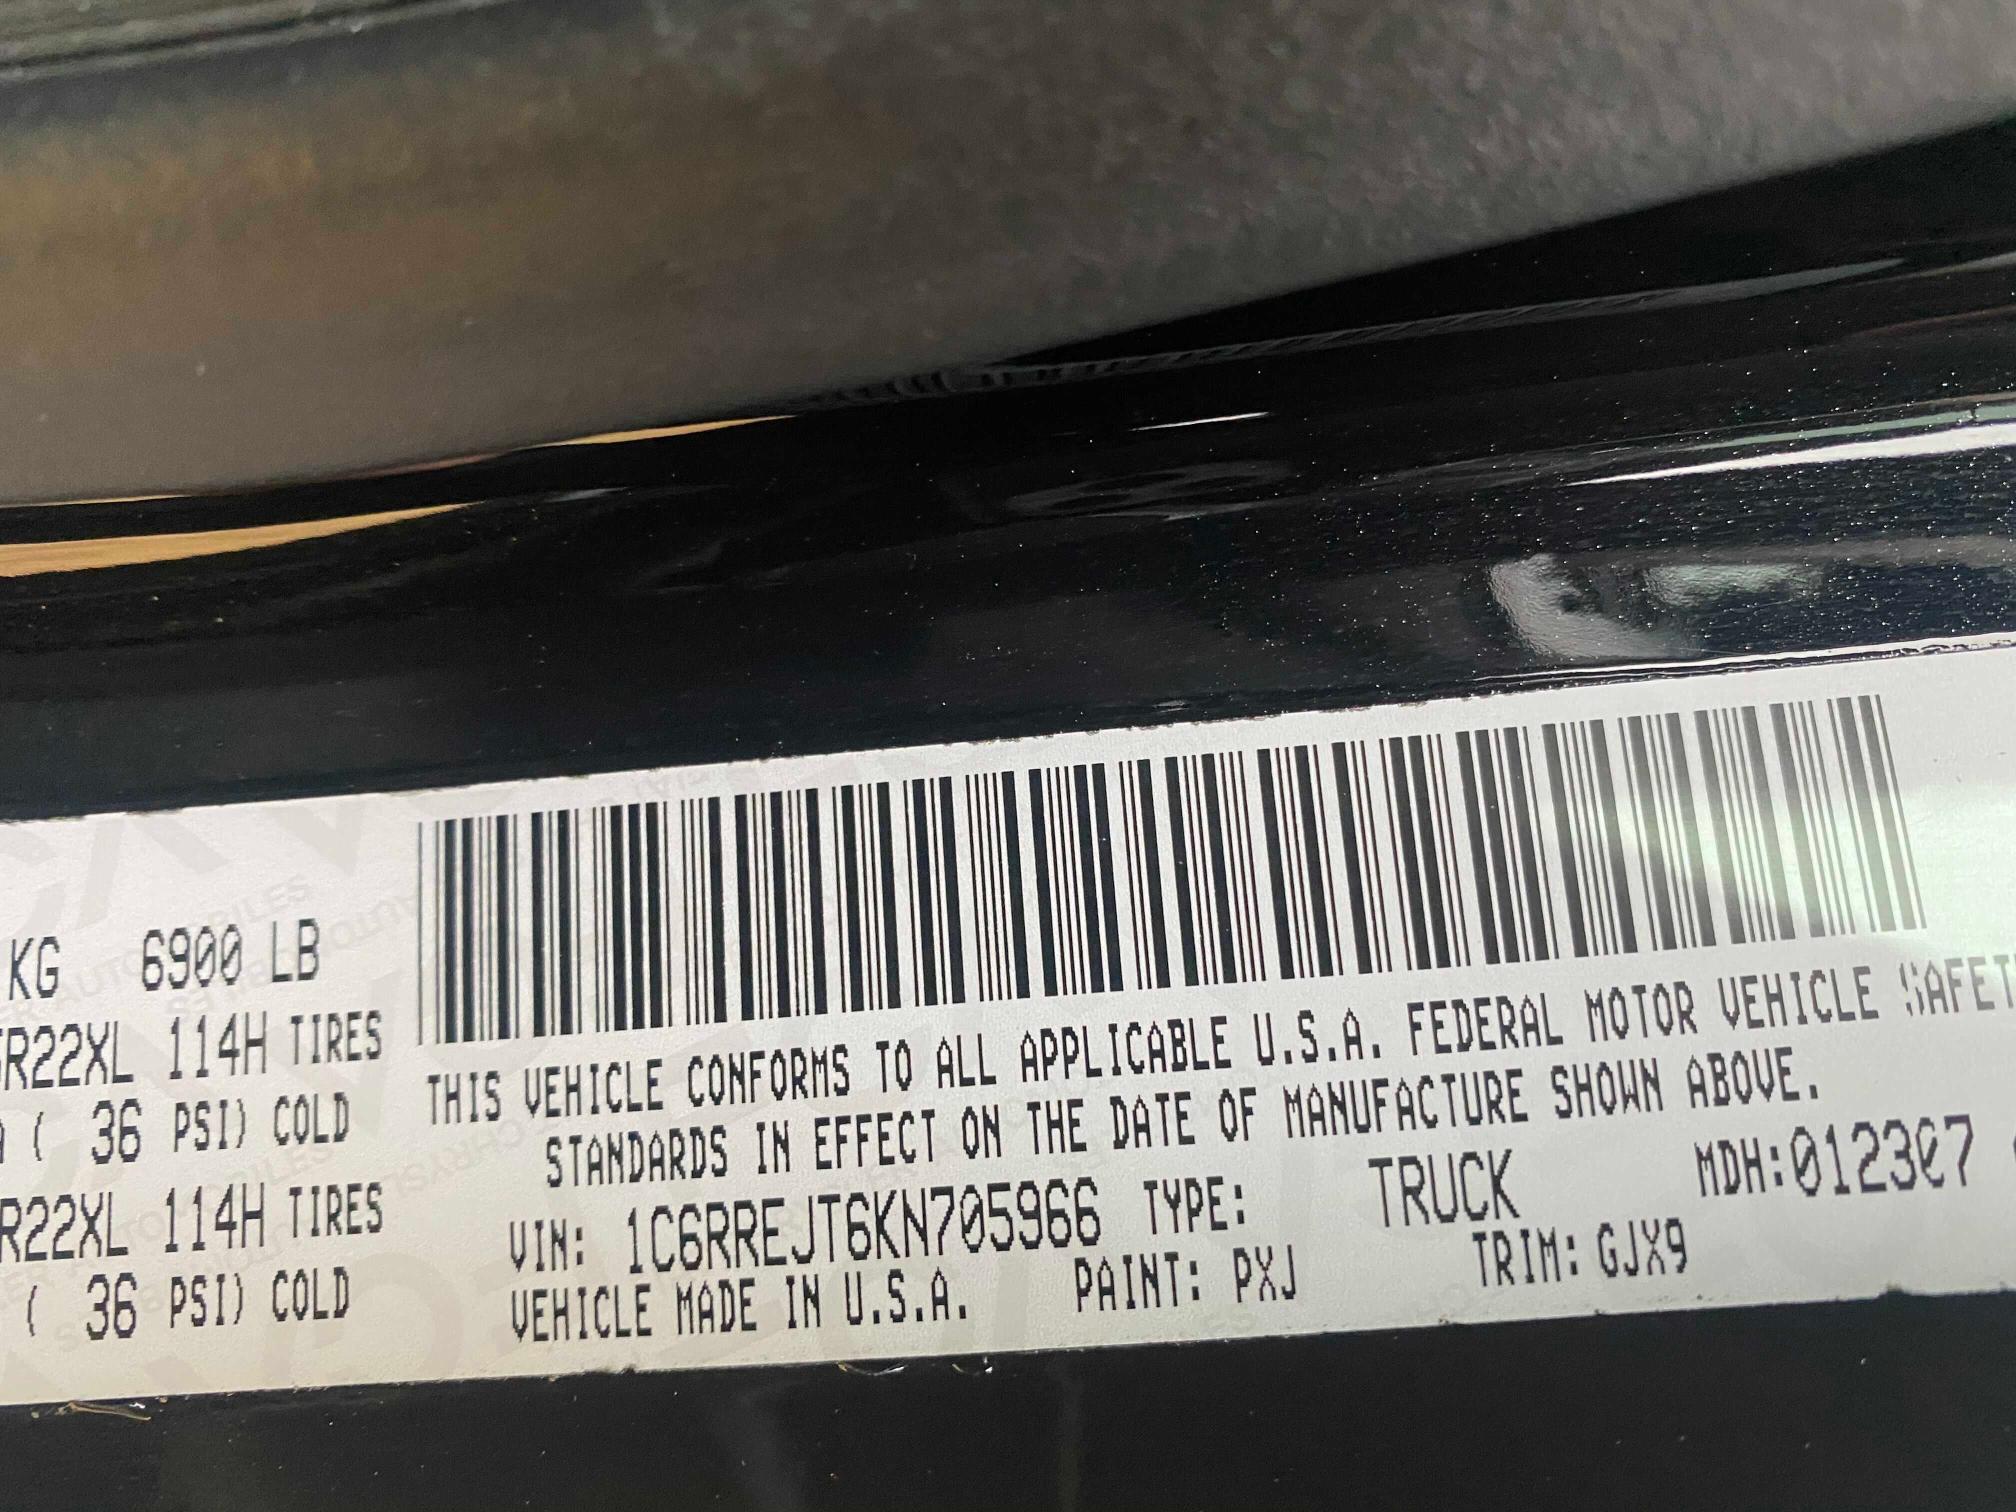 KG 6900 LB
R22XL 114H TIRES
( 36 PSI) COLD
R22XL 114H TIRES
( 36 PSI) COLD
THIS VEHICLE CONFORMS TO ALL APPLICABLE U.S.A. FEDERAL MOTOR VEHICLE SAFET
STANDARDS IN EFFECT ON THE DATE OF MANUFACTURE SHOWN ABOVE.
VIN: 1C6RREJT6KN705966 TYPE: TRUCK MDH:012307
VEHICLE MADE IN U.S.A. PAINT: PXJ TRIM: GJX9